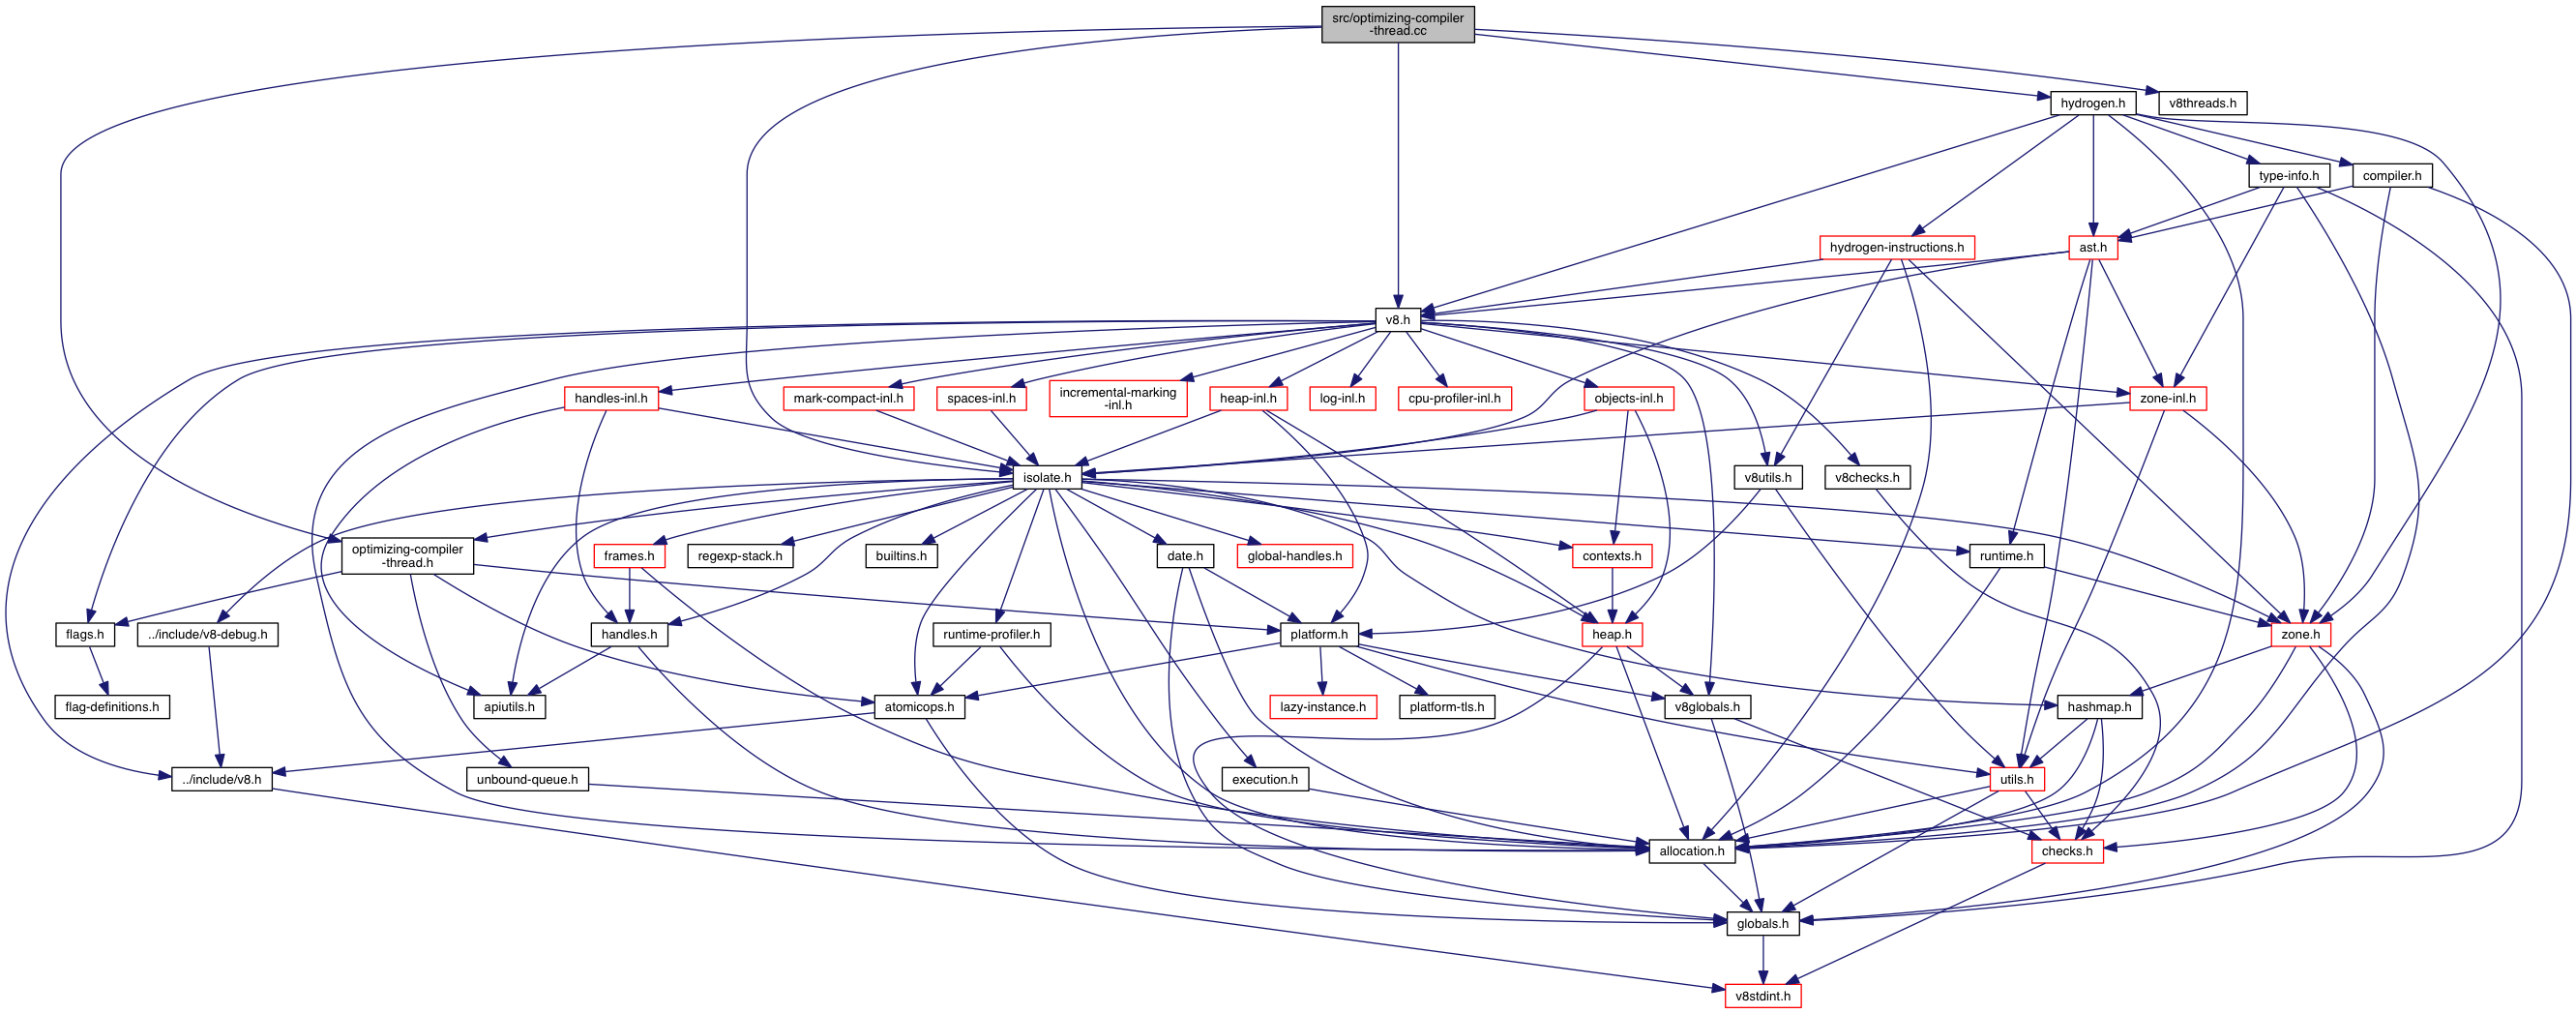 src/optimizing-compiler
-thread.cc
hydrogen.h
v8threads.h
type-info.h
compiler.h
hydrogen-instructions.h
ast.h
v8.h
handles-inl.h
mark-compact-inl.h
spaces-inl.h
incremental-marking
-inl.h
heap-inl.h
log-inl.h
cpu-profiler-inl.h
objects-inl.h
zone-inl.h
isolate.h
v8utils.h
v8checks.h
optimizing-compiler
-thread.h
frames.h
regexp-stack.h
builtins.h
date.h
global-handles.h
contexts.h
runtime.h
flags.h
../include/v8-debug.h
handles.h
runtime-profiler.h
platform.h
heap.h
zone.h
flag-definitions.h
apiutils.h
atomicops.h
lazy-instance.h
platform-tls.h
v8globals.h
hashmap.h
../include/v8.h
unbound-queue.h
execution.h
utils.h
allocation.h
checks.h
globals.h
v8stdint.h